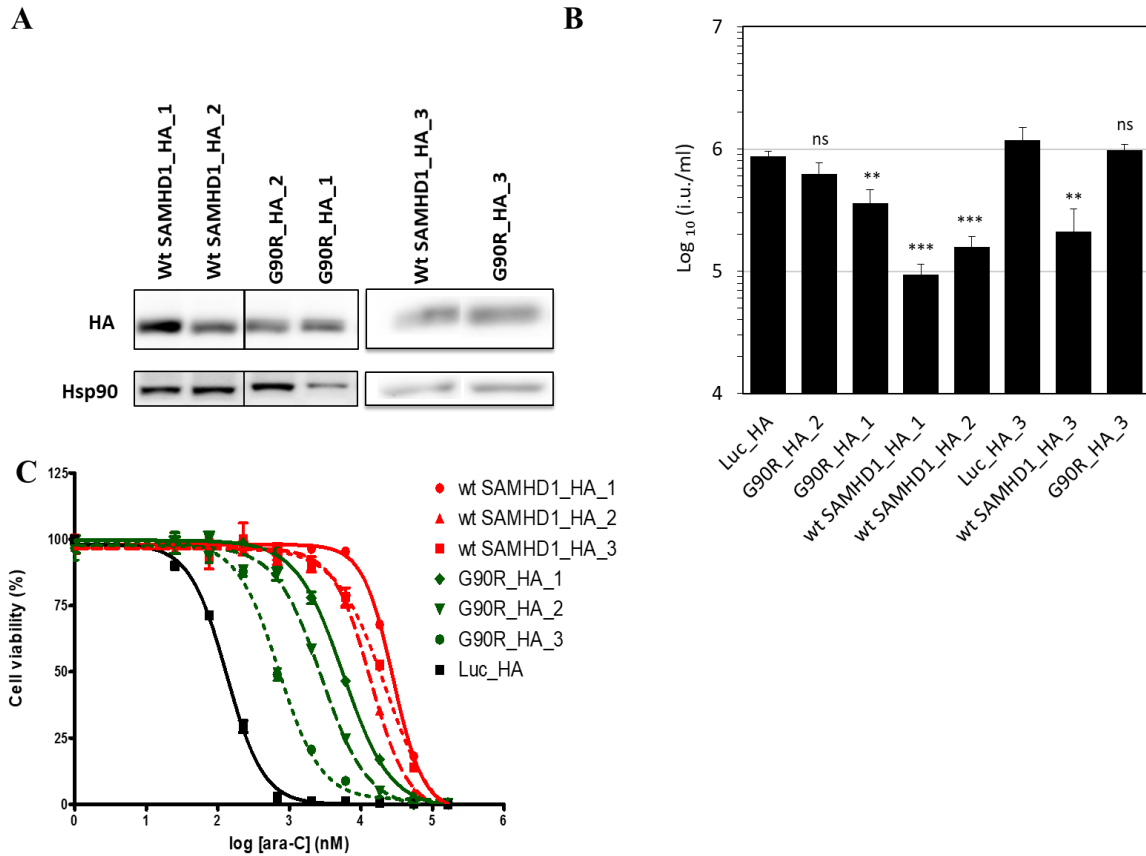 A
Wt SAMHD1_HA_1
Wt SAMHD1_HA_2
G90R_HA_2
G90R_HA_1
Wt SAMHD1_HA_3
G90R_HA_3
HA
Hsp90
B
Log 10 (i.u./ml)
7
6
5
4
ns
**
***
***
**
ns
Luc_HA
G90R_HA_2
G90R_HA_1
wt SAMHD1_HA_1
wt SAMHD1_HA_2
Luc_HA_3
wt SAMHD1_HA_3
G90R_HA_3
C
Cell viability (%)
125
100
75
50
25
0
0 1 2 3 4 5 6
log [ara-C] (nM)
wt SAMHD1_HA_1
wt SAMHD1_HA_2
wt SAMHD1_HA_3
G90R_HA_1
G90R_HA_2
G90R_HA_3
Luc_HA